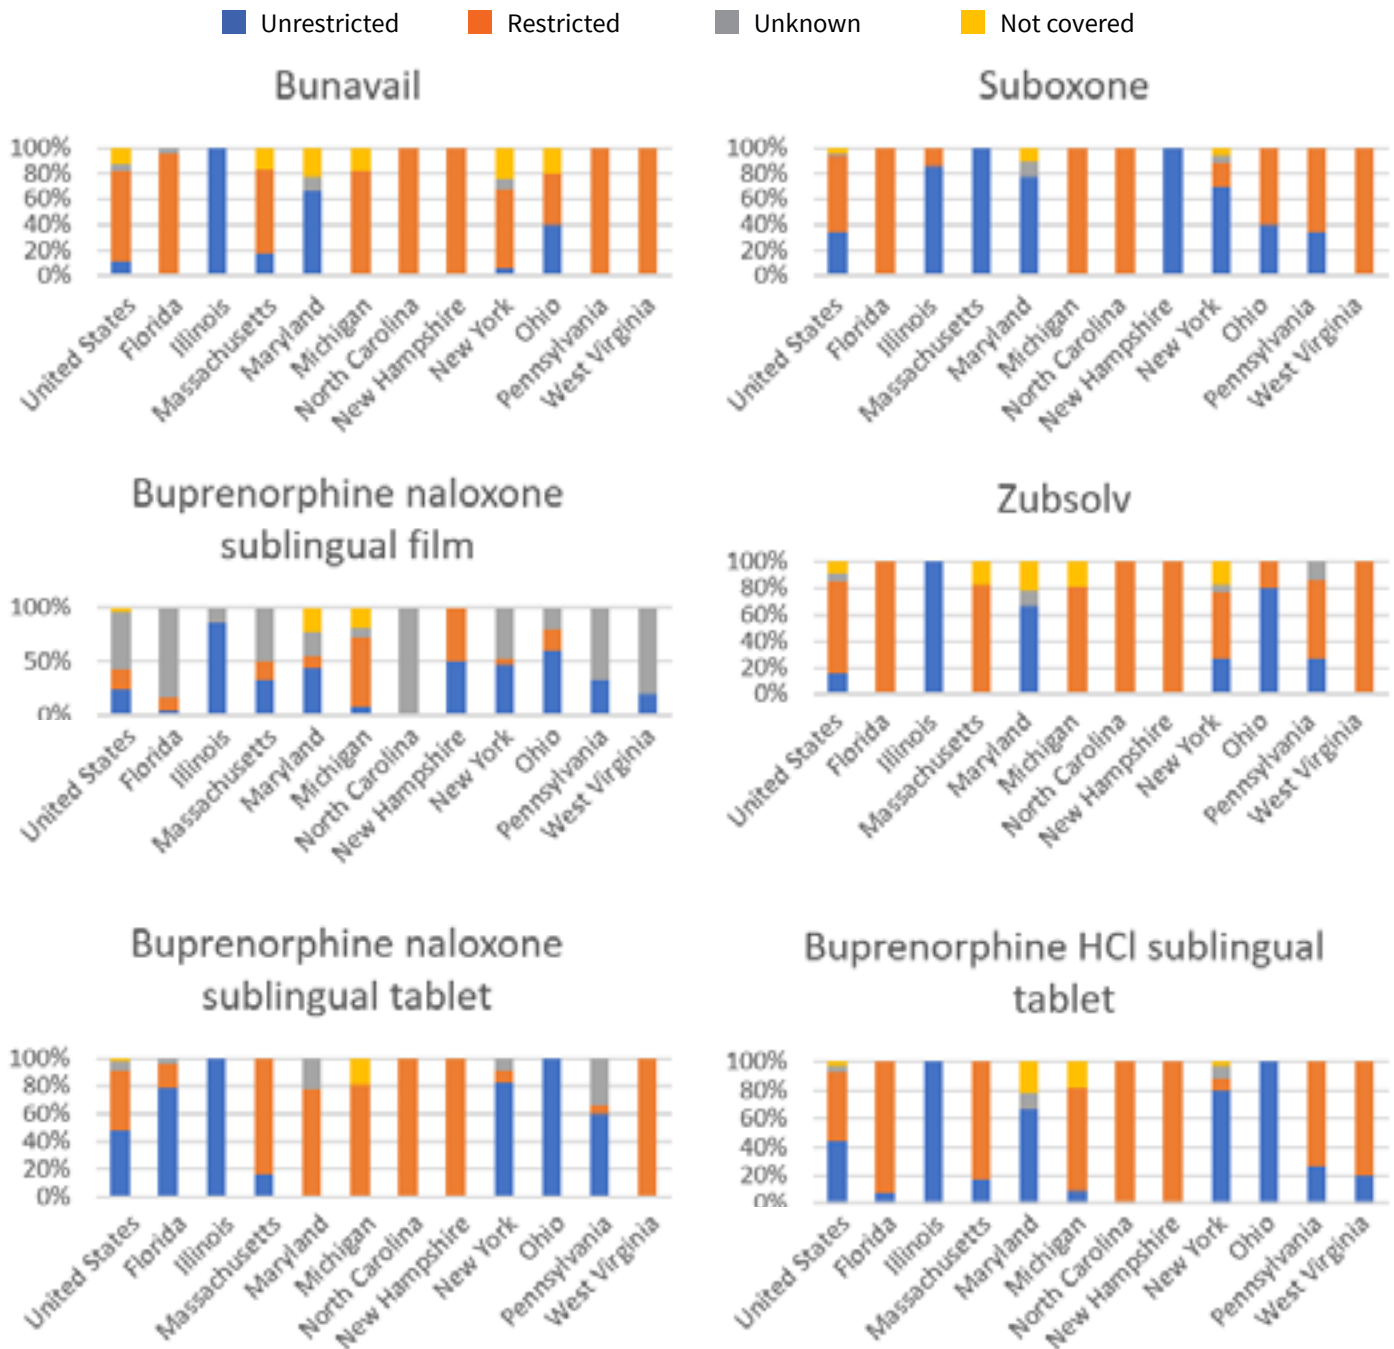 Unrestricted Restricted Unknown Not covered
Bunavail
100%
80%
60%
40%
20%
0%
United States
Florida
Illinois
Massachusetts
Maryland
Michigan
North Carolina
New Hampshire
New York
Ohio
Pennsylvania
West Virginia
Suboxone
100%
80%
60%
40%
20%
0%
United States
Florida
Illinois
Massachusetts
Maryland
Michigan
North Carolina
New Hampshire
New York
Ohio
Pennsylvania
West Virginia
Buprenorphine naloxone
sublingual film
100%
50%
0%
United States
Florida
Illinois
Massachusetts
Maryland
Michigan
North Carolina
New Hampshire
New York
Ohio
Pennsylvania
West Virginia
Zubsolv
100%
80%
60%
40%
20%
0%
United States
Florida
Illinois
Massachusetts
Maryland
Michigan
North Carolina
New Hampshire
New York
Ohio
Pennsylvania
West Virginia
Buprenorphine naloxone
sublingual tablet
100%
80%
60%
40%
20%
0%
United States
Florida
Illinois
Massachusetts
Maryland
Michigan
North Carolina
New Hampshire
New York
Ohio
Pennsylvania
West Virginia
Buprenorphine HCl sublingual
tablet
100%
80%
60%
40%
20%
0%
United States
Florida
Illinois
Massachusetts
Maryland
Michigan
North Carolina
New Hampshire
New York
Ohio
Pennsylvania
West Virginia